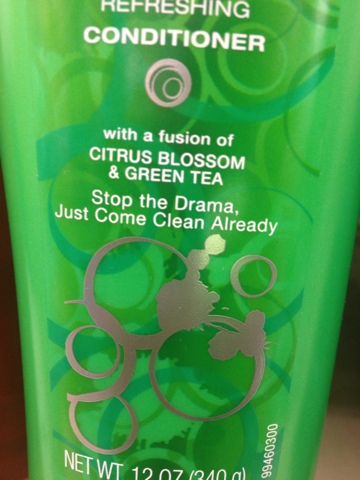 REFRESHING
CONDITIONER
with a fusion of
CITRUS BLOSSOM
& GREEN TEA
Stop the Drama,
Just Come Clean Already
NET WT 12 OZ (340 g)
99460300